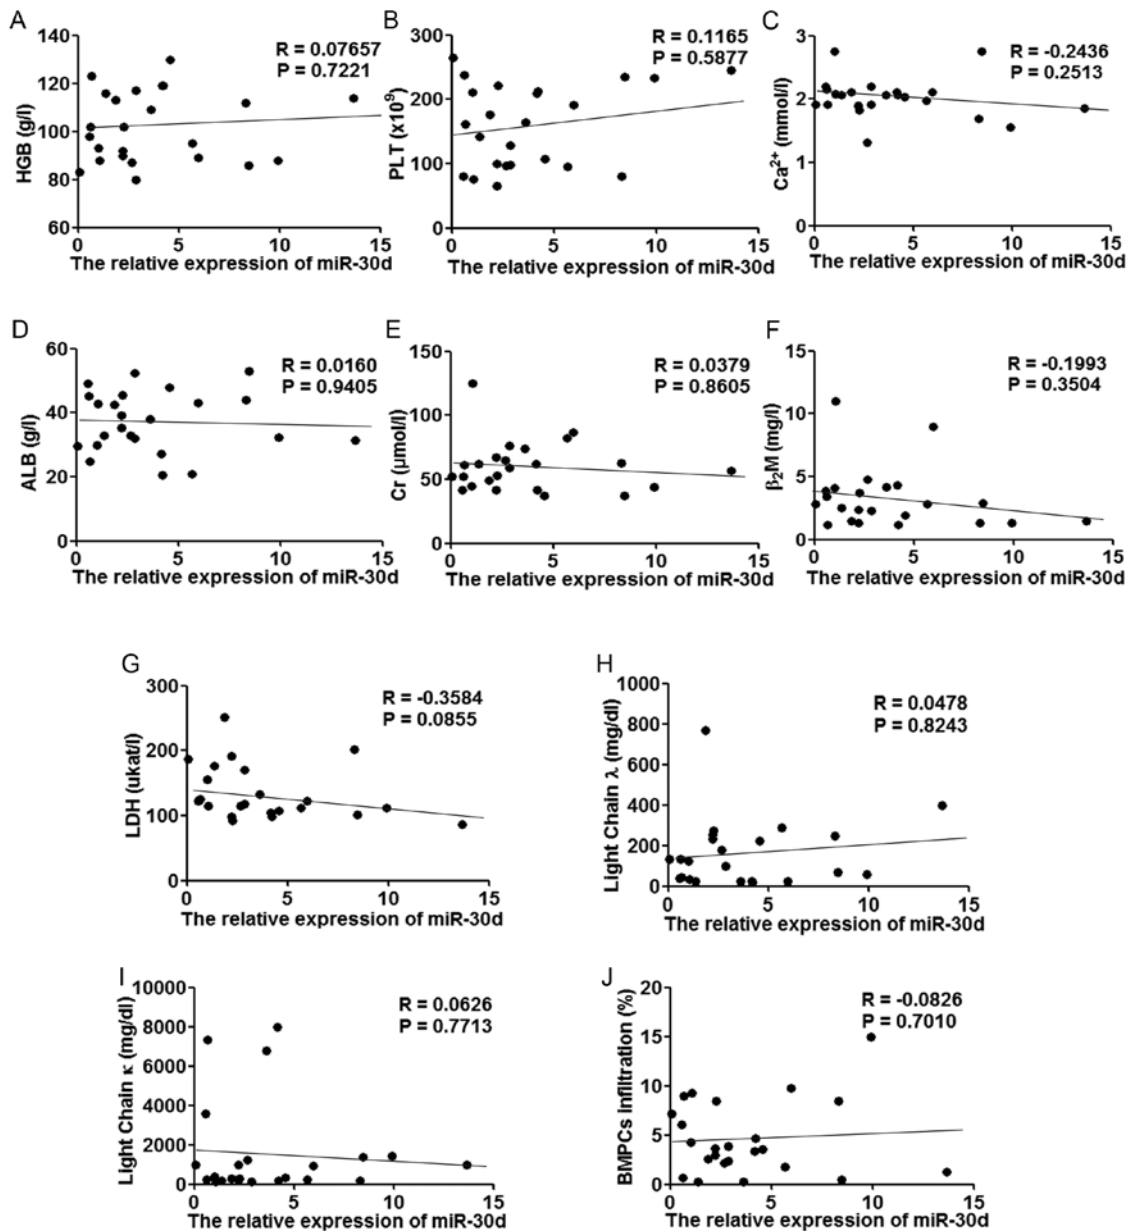 A
HGB (g/l)
140
120
100
80
60
R = 0.07657
P = 0.7221
0 5 10 15
The relative expression of miR-30d
B
PLT (x10⁹)
300
200
100
0
R = 0.1165
P = 0.5877
0 5 10 15
The relative expression of miR-30d
C
Ca²⁺ (mmol/l)
3
2
1
0
R = -0.2436
P = 0.2513
0 5 10 15
The relative expression of miR-30d
D
ALB (g/l)
60
40
20
0
R = 0.0160
P = 0.9405
0 5 10 15
The relative expression of miR-30d
E
Cr (μmol/l)
150
100
50
0
R = 0.0379
P = 0.8605
0 5 10 15
The relative expression of miR-30d
F
β₂M (mg/l)
15
10
5
0
R = -0.1993
P = 0.3504
0 5 10 15
The relative expression of miR-30d
G
LDH (ukat/l)
300
200
100
0
R = -0.3584
P = 0.0855
0 5 10 15
The relative expression of miR-30d
H
Light Chain λ (mg/dl)
1000
800
600
400
200
0
R = 0.0478
P = 0.8243
0 5 10 15
The relative expression of miR-30d
I
Light Chain κ (mg/dl)
10000
8000
6000
4000
2000
0
R = 0.0626
P = 0.7713
0 5 10 15
The relative expression of miR-30d
J
BMPCs Infiltration (%)
20
15
10
5
0
R = -0.0826
P = 0.7010
0 5 10 15
The relative expression of miR-30d